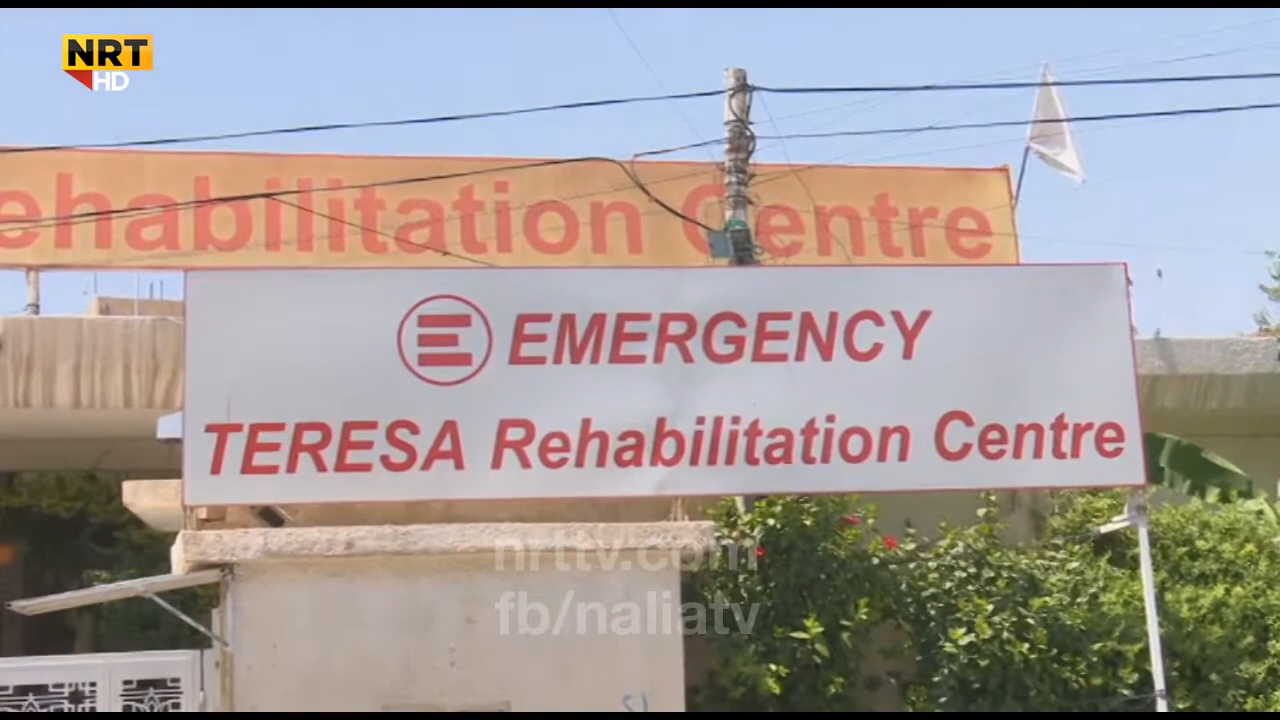 NRT
HD
ehabilitation Centre
EMERGENCY
TERESA Rehabilitation Centre
nrttv.com
fb/naliatv